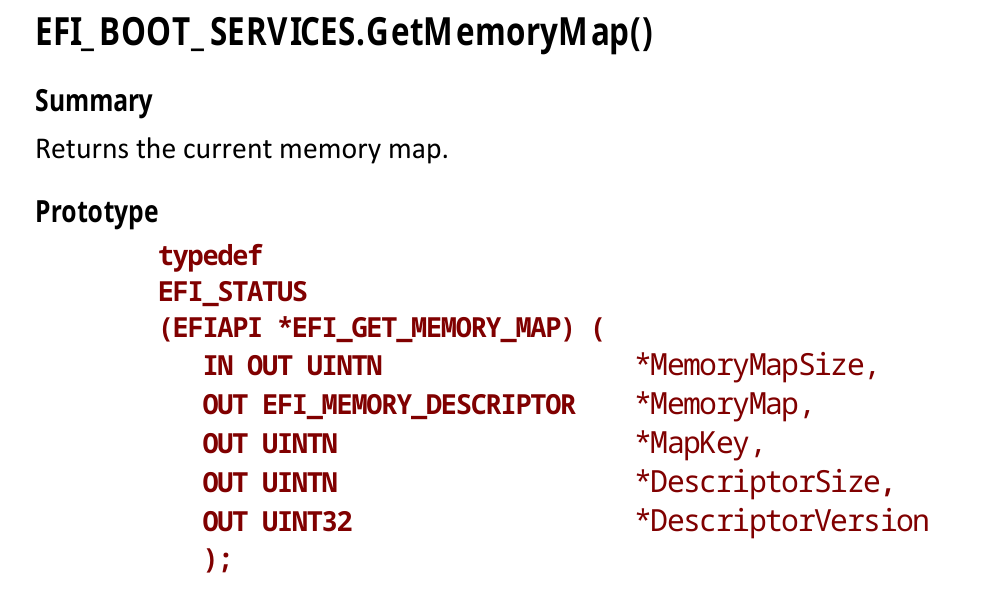 EFI_BOOT_SERVICES.GetMemoryMap()
Summary
Returns the current memory map.
Prototype
typedef
EFI_STATUS
(EFIAPI *EFI_GET_MEMORY_MAP) (
IN OUT UINTN *MemoryMapSize,
OUT EFI_MEMORY_DESCRIPTOR *MemoryMap,
OUT UINTN *MapKey,
OUT UINTN *DescriptorSize,
OUT UINT32 *DescriptorVersion
);